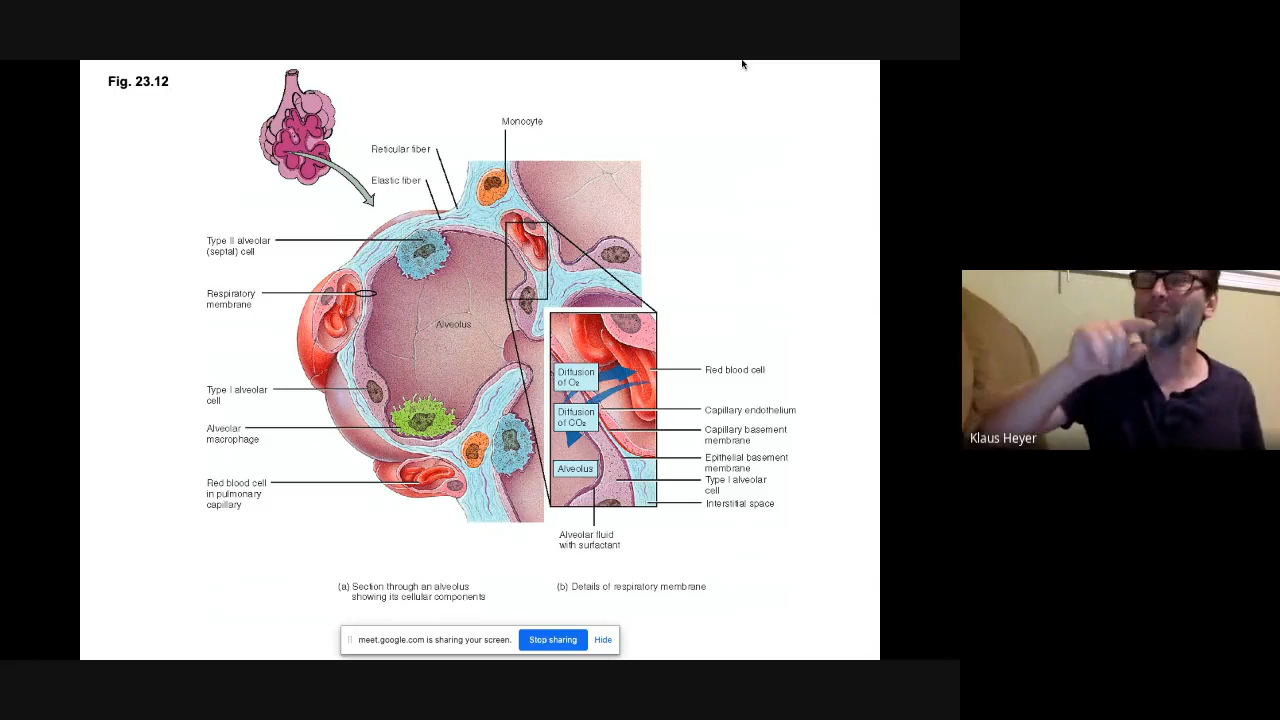 Fig. 23.12
Monocyte
Reticular fiber
Elastic fiber
Type II alveolar
(septal) cell
Respiratory
membrane
Alveolus
Type I alveolar
cell
Alveolar
macrophage
Red blood cell
in pulmonary
capillary
Diffusion
of O₂
Diffusion
of CO₂
Alveolus
Red blood cell
Capillary endothelium
Capillary basement
membrane
Epithelial basement
membrane
Type I alveolar
cell
Interstitial space
Alveolar fluid
with surfactant
(a) Section through an alveolus
showing its cellular components
(b) Details of respiratory membrane
meet.google.com is sharing your screen.
Stop sharing
Hide
Klaus Heyer